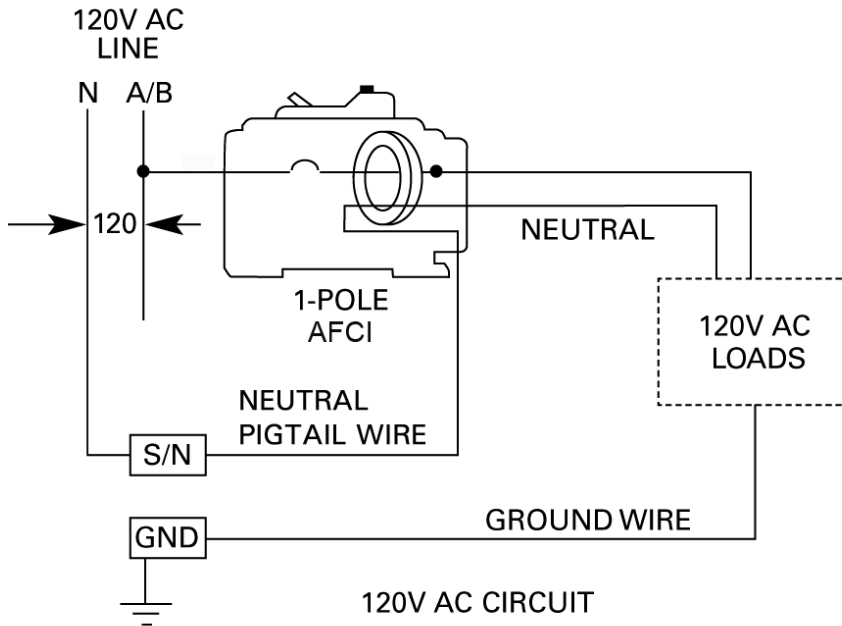 120V AC
LINE
N A/B
120
NEUTRAL
1-POLE
AFCI
120V AC
LOADS
NEUTRAL
PIGTAIL WIRE
S/N
GROUND WIRE
GND
120V AC CIRCUIT